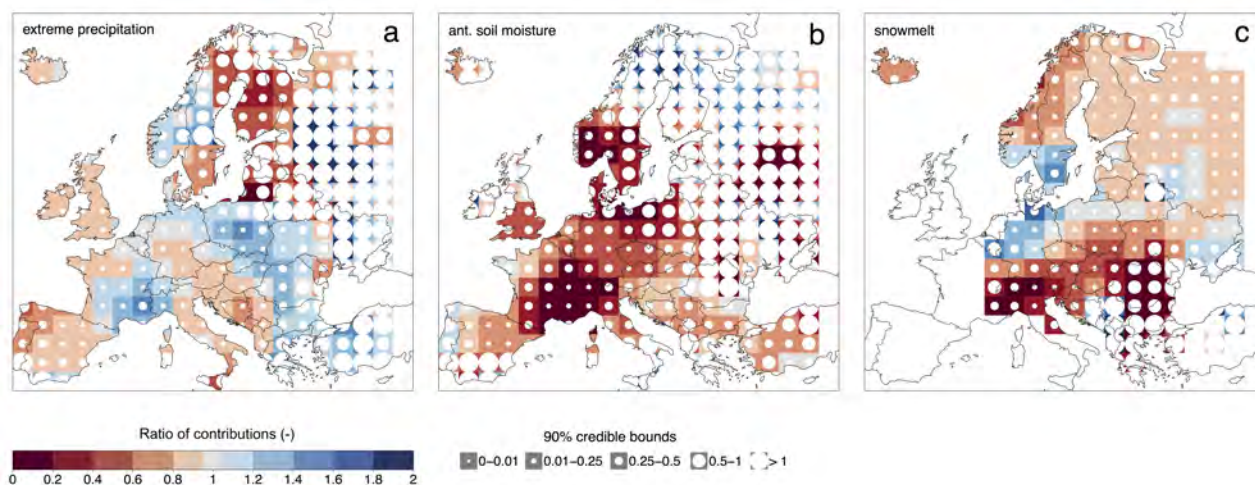 extreme precipitation
a
ant. soil moisture
b
snowmelt
c
Ratio of contributions (-)
0 0.2 0.4 0.6 0.8 1 1.2 1.4 1.6 1.8 2
90% credible bounds
0−0.01 0.01−0.25 0.25−0.5 0.5−1 > 1